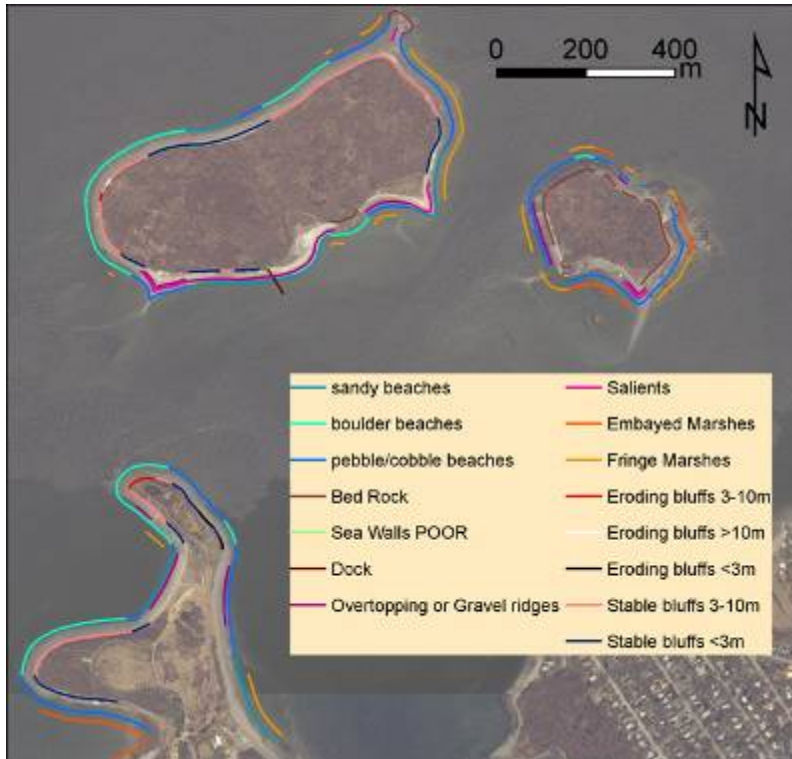 0 200 400
m
N
sandy beaches
boulder beaches
pebble/cobble beaches
Bed Rock
Sea Walls POOR
Dock
Overtopping or Gravel ridges
Salients
Embayed Marshes
Fringe Marshes
Eroding bluffs 3-10m
Eroding bluffs >10m
Eroding bluffs <3m
Stable bluffs 3-10m
Stable bluffs <3m